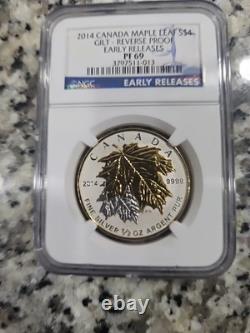 2014 CANADA MAPLE LEAF S$4
GILT - REVERSE PROOF
EARLY RELEASES
PF 69
3797511-013
NGC EARLY RELEASES
CANADA
2014 9999
FINE SILVER 1/2 OZ ARGENT PUR